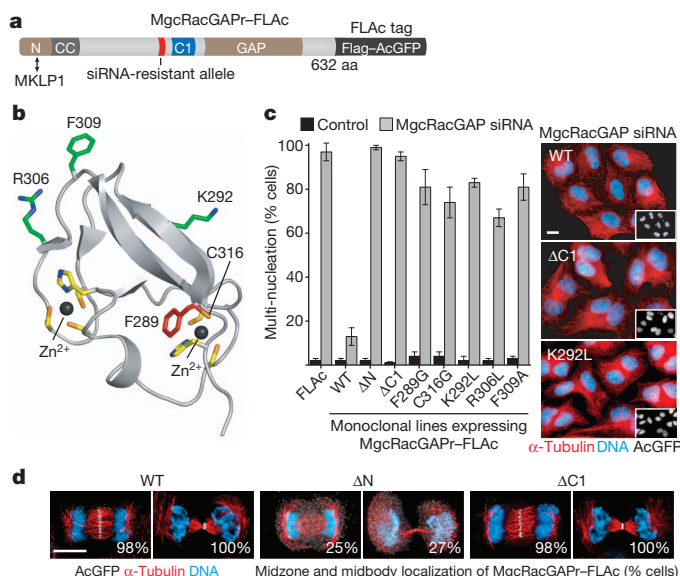 a
MgcRacGAPr–FLAc
FLAc tag
N
CC
C1
GAP
Flag–AcGFP
MKLP1
siRNA-resistant allele
632 aa
b
F309
R306
K292
C316
F289
Zn2+
Zn2+
c
Control
MgcRacGAP siRNA
Multi-nucleation (% cells)
100
80
60
40
20
FLAc
WT
ΔN
ΔC1
F289G
C316G
K292L
R306L
F309A
Monoclonal lines expressing
MgcRacGAPr–FLAc
MgcRacGAP siRNA
WT
ΔC1
K292L
α-Tubulin DNA AcGFP
d
WT
ΔN
ΔC1
98%
100%
25%
27%
98%
100%
AcGFP α-Tubulin DNA
Midzone and midbody localization of MgcRacGAPr–FLAc (% cells)